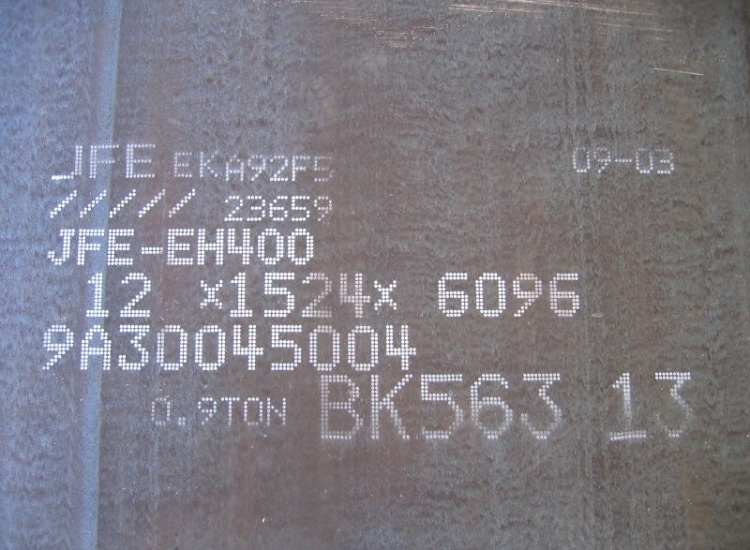 JFE EKA92F5 09-03
///// 23659
JFE-EH400
12 ×1524× 6096
9A30045004
0.9TON BK563 13